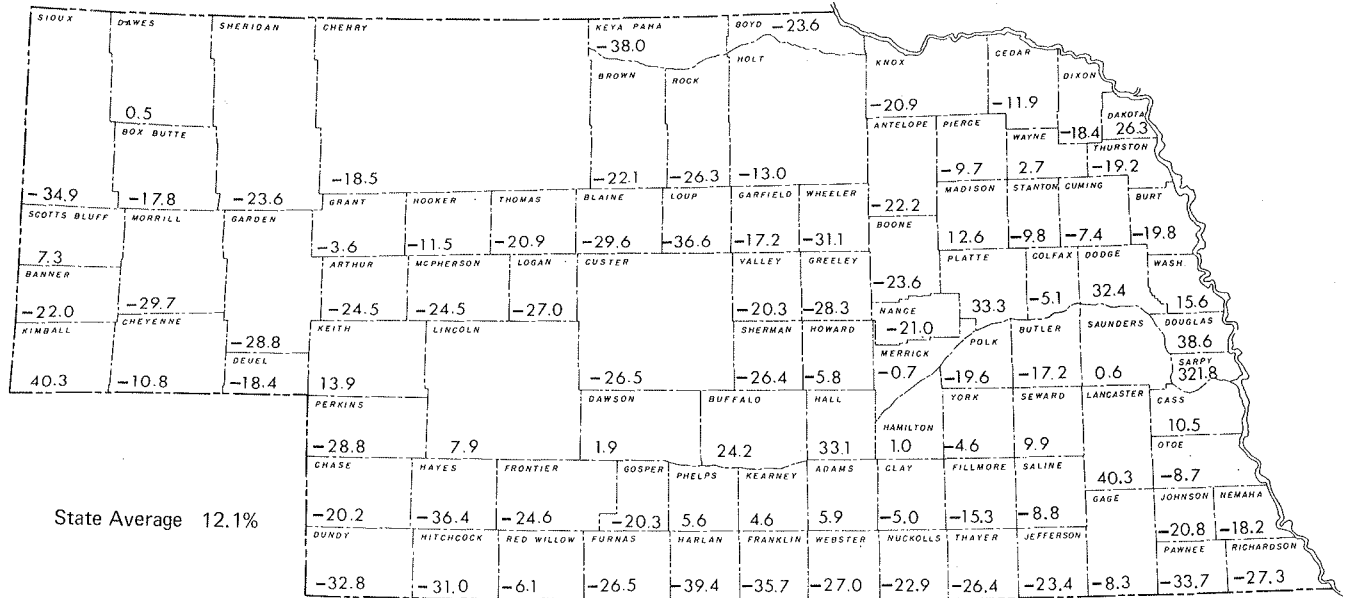 SIOUX
DAWES
SHERIDAN
CHERRY
KEYA PAHA
BOYD -23.6
-38.0
HOLT
KNOX
CEDAR
DIXON
BROWN
ROCK
0.5
BOX BUTTE
-20.9
-11.9
DAKOTA
26.3
ANTELOPE
PIERCE
WAYNE
-18.4
THURSTON
-34.9
-17.8
-23.6
-18.5
-22.1
-26.3
-13.0
-9.7
2.7
-19.2
SCOTTS BLUFF
MORRILL
GARDEN
GRANT
HOOKER
THOMAS
BLAINE
LOUP
GARFIELD
WHEELER
-22.2
MADISON
STANTON
CUMING
BURT
BOONE
7.3
-3.6
-11.5
-20.9
-29.6
-36.6
-17.2
-31.1
12.6
-9.8
-7.4
-19.8
BANNER
ARTHUR
MCPHERSON
LOGAN
CUSTER
VALLEY
GREELEY
PLATTE
COLFAX
DODGE
WASH.
-22.0
-29.7
-24.5
-24.5
-27.0
-20.3
-28.3
-23.6
33.3
-5.1
32.4
15.6
KIMBALL
CHEYENNE
-28.8
KEITH
LINCOLN
SHERMAN
HOWARD
NANCE
-21.0
POLK
BUTLER
SAUNDERS
DOUGLAS
38.6
DEUEL
MERRICK
SARPY
321.8
40.3
-10.8
-18.4
13.9
-26.5
-26.4
-5.8
-0.7
-19.6
-17.2
0.6
PERKINS
DAWSON
BUFFALO
HALL
YORK
SEWARD
LANCASTER
CASS
HAMILTON
10.5
-28.8
7.9
1.9
24.2
33.1
1.0
-4.6
9.9
OTOE
CHASE
HAYES
FRONTIER
GOSPER
PHELPS
KEARNEY
ADAMS
CLAY
FILLMORE
SALINE
40.3
-8.7
GAGE
JOHNSON
NEMAHA
State Average 12.1%
-20.2
-36.4
-24.6
-20.3
5.6
4.6
5.9
-5.0
-15.3
-8.8
-20.8
-18.2
DUNDY
HITCHCOCK
RED WILLOW
FURNAS
HARLAN
FRANKLIN
WEBSTER
NUCKOLLS
THAYER
JEFFERSON
PAWNEE
RICHARDSON
-32.8
-31.0
-6.1
-26.5
-39.4
-35.7
-27.0
-22.9
-26.4
-23.4
-8.3
-33.7
-27.3